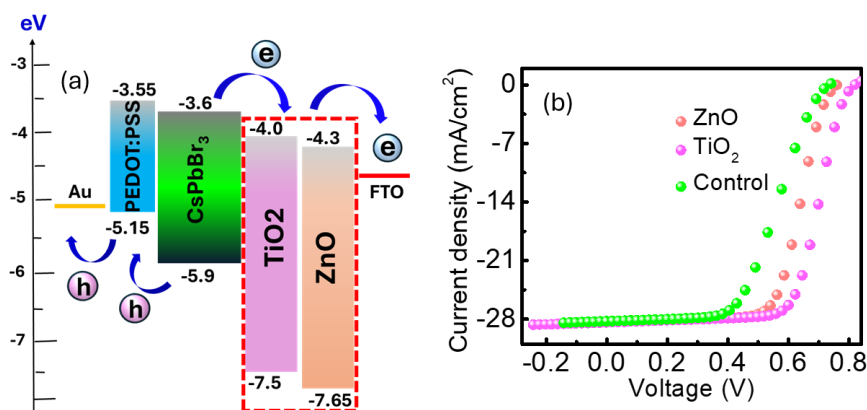 eV
(a)
-3
-4
-5
-6
-7
Au
-3.55
PEDOT:PSS
-5.15
h
-3.6
CsPbBr3
-5.9
h
e
-4.0
TiO2
-7.5
-4.3
ZnO
-7.65
e
FTO
(b)
Current density (mA/cm²)
0
-7
-14
-21
-28
ZnO
TiO₂
Control
0.0 0.2 0.4 0.6 0.8
Voltage (V)